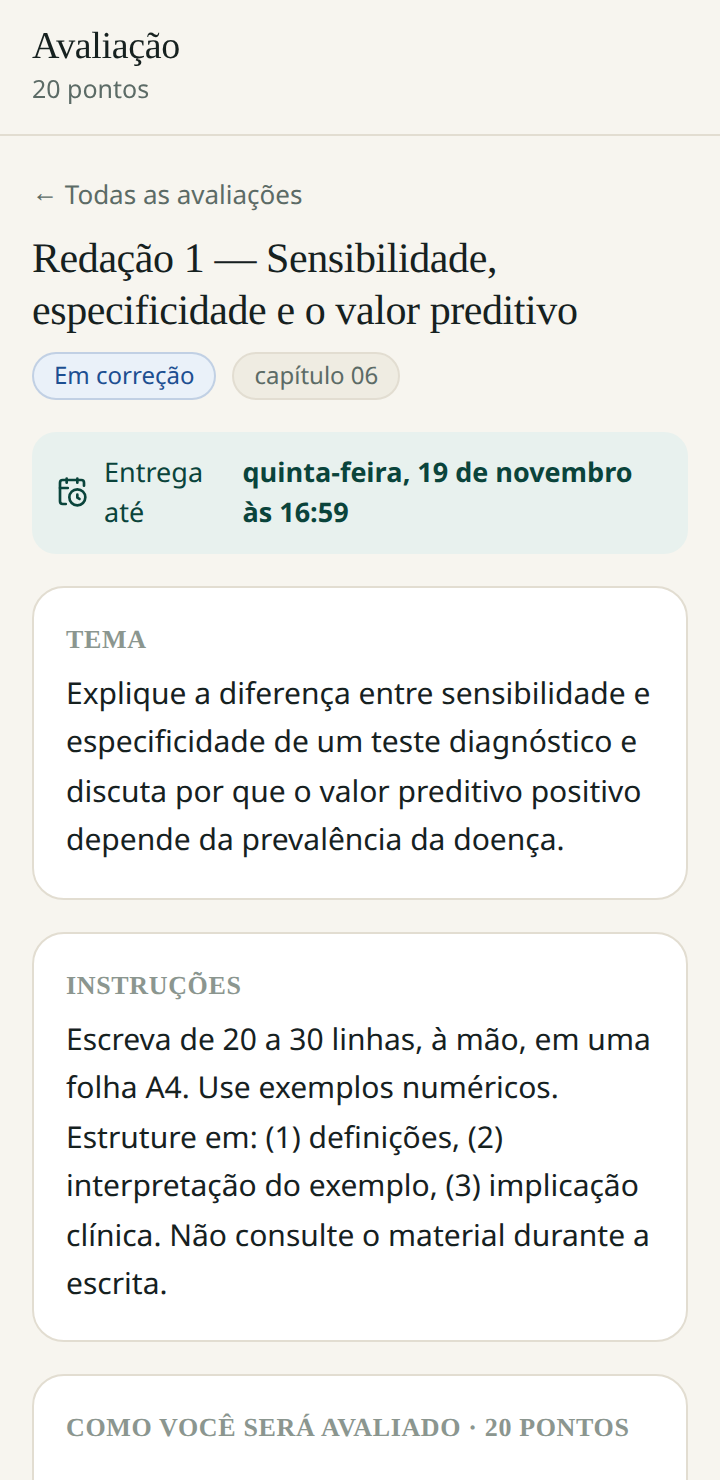 Avaliação
20 pontos
← Todas as avaliações
Redação 1 — Sensibilidade,
especificidade e o valor preditivo
Em correção
capítulo 06
Entrega até
quinta-feira, 19 de novembro às 16:59
TEMA
Explique a diferença entre sensibilidade e
especificidade de um teste diagnóstico e
discuta por que o valor preditivo positivo
depende da prevalência da doença.
INSTRUÇÕES
Escreva de 20 a 30 linhas, à mão, em uma
folha A4. Use exemplos numéricos.
Estruture em: (1) definições, (2)
interpretação do exemplo, (3) implicação
clínica. Não consulte o material durante a
escrita.
COMO VOCÊ SERÁ AVALIADO · 20 PONTOS